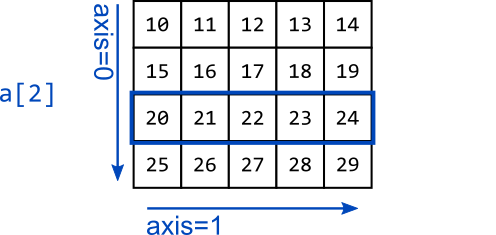 axis=0
10 11 12 13 14
15 16 17 18 19
a[2]
20 21 22 23 24
25 26 27 28 29
axis=1